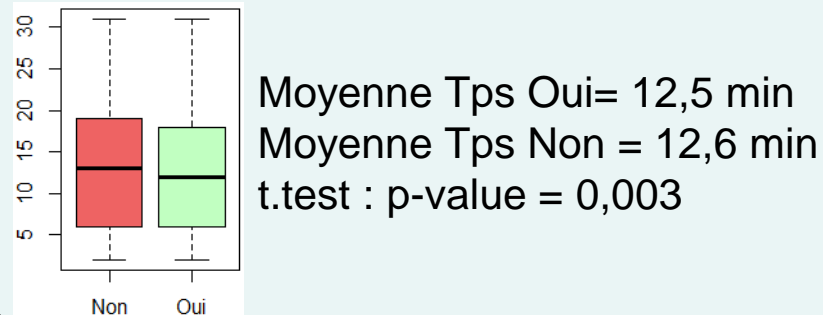 30
25
20
15
10
5
Non Oui
Moyenne Tps Oui= 12,5 min
Moyenne Tps Non = 12,6 min
t.test : p-value = 0,003